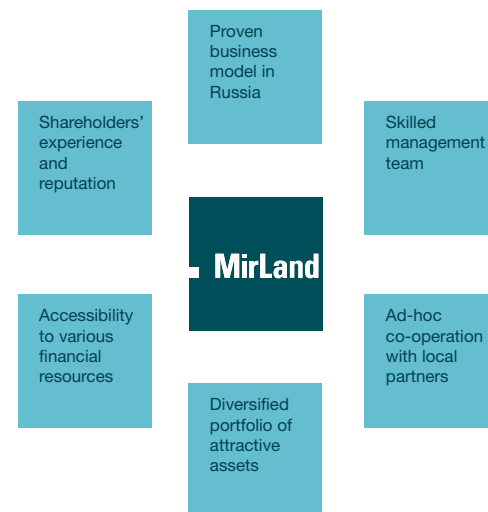 Proven
business
model in
Russia
Shareholders’
experience
and
reputation
Skilled
management
team
MirLand
Accessibility
to various
financial
resources
Ad-hoc
co-operation
with local
partners
Diversified
portfolio of
attractive
assets